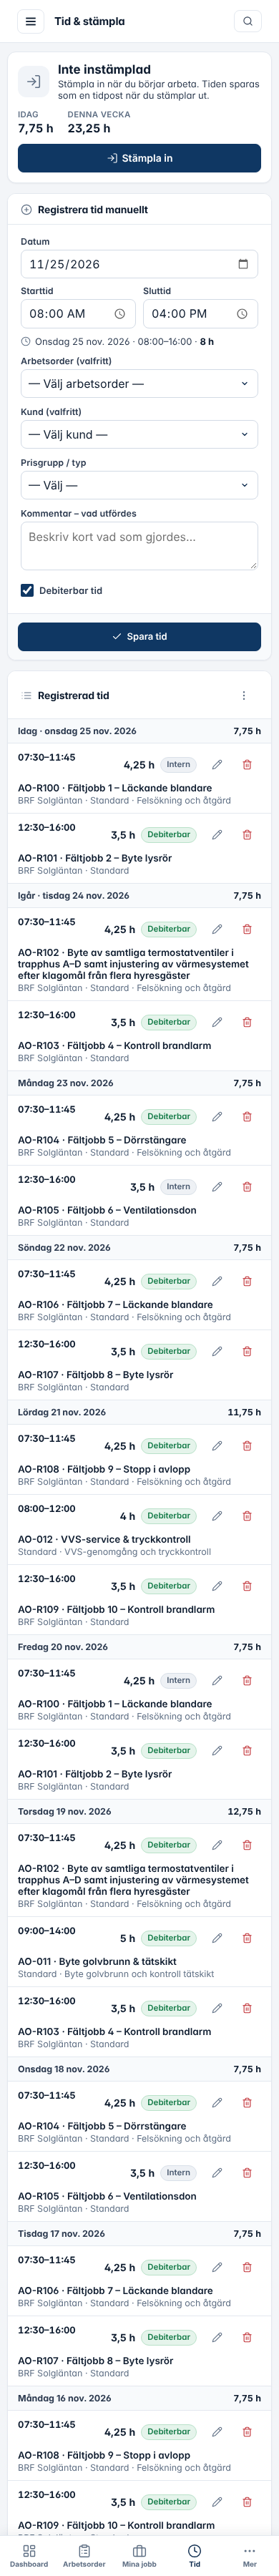 Tid & stämpla
Inte instämplad
Stämpla in när du börjar arbeta. Tiden sparas
som en tidpost när du stämplar ut.
IDAG
7,75 h
DENNA VECKA
23,25 h
Stämpla in
Registrera tid manuellt
Datum
11/25/2026
Starttid
08:00 AM
Sluttid
04:00 PM
Onsdag 25 nov. 2026 · 08:00–16:00 · 8 h
Arbetsorder (valfritt)
— Välj arbetsorder —
Kund (valfritt)
— Välj kund —
Prisgrupp / typ
— Välj —
Kommentar – vad utfördes
Beskriv kort vad som gjordes...
Debiterbar tid
Spara tid
Registrerad tid
Idag · onsdag 25 nov. 2026 7,75 h
07:30–11:45
4,25 h Intern
AO-R100 · Fältjobb 1 – Läckande blandare
BRF Solgläntan · Standard · Felsökning och åtgärd
12:30–16:00
3,5 h Debiterbar
AO-R101 · Fältjobb 2 – Byte lysrör
BRF Solgläntan · Standard
Igår · tisdag 24 nov. 2026 7,75 h
07:30–11:45
4,25 h Debiterbar
AO-R102 · Byte av samtliga termostatventiler i
trapphus A–D samt injustering av värmesystemet
efter klagomål från flera hyresgäster
BRF Solgläntan · Standard · Felsökning och åtgärd
12:30–16:00
3,5 h Debiterbar
AO-R103 · Fältjobb 4 – Kontroll brandlarm
BRF Solgläntan · Standard
Måndag 23 nov. 2026 7,75 h
07:30–11:45
4,25 h Debiterbar
AO-R104 · Fältjobb 5 – Dörrstängare
BRF Solgläntan · Standard · Felsökning och åtgärd
12:30–16:00
3,5 h Intern
AO-R105 · Fältjobb 6 – Ventilationsdon
BRF Solgläntan · Standard
Söndag 22 nov. 2026 7,75 h
07:30–11:45
4,25 h Debiterbar
AO-R106 · Fältjobb 7 – Läckande blandare
BRF Solgläntan · Standard · Felsökning och åtgärd
12:30–16:00
3,5 h Debiterbar
AO-R107 · Fältjobb 8 – Byte lysrör
BRF Solgläntan · Standard
Lördag 21 nov. 2026 11,75 h
07:30–11:45
4,25 h Debiterbar
AO-R108 · Fältjobb 9 – Stopp i avlopp
BRF Solgläntan · Standard · Felsökning och åtgärd
08:00–12:00
4 h Debiterbar
AO-012 · VVS-service & tryckkontroll
Standard · VVS-genomgång och tryckkontroll
12:30–16:00
3,5 h Debiterbar
AO-R109 · Fältjobb 10 – Kontroll brandlarm
BRF Solgläntan · Standard
Fredag 20 nov. 2026 7,75 h
07:30–11:45
4,25 h Intern
AO-R100 · Fältjobb 1 – Läckande blandare
BRF Solgläntan · Standard · Felsökning och åtgärd
12:30–16:00
3,5 h Debiterbar
AO-R101 · Fältjobb 2 – Byte lysrör
BRF Solgläntan · Standard
Torsdag 19 nov. 2026 12,75 h
07:30–11:45
4,25 h Debiterbar
AO-R102 · Byte av samtliga termostatventiler i
trapphus A–D samt injustering av värmesystemet
efter klagomål från flera hyresgäster
BRF Solgläntan · Standard · Felsökning och åtgärd
09:00–14:00
5 h Debiterbar
AO-011 · Byte golvbrunn & tätskikt
Standard · Byte golvbrunn och kontroll tätskikt
12:30–16:00
3,5 h Debiterbar
AO-R103 · Fältjobb 4 – Kontroll brandlarm
BRF Solgläntan · Standard
Onsdag 18 nov. 2026 7,75 h
07:30–11:45
4,25 h Debiterbar
AO-R104 · Fältjobb 5 – Dörrstängare
BRF Solgläntan · Standard · Felsökning och åtgärd
12:30–16:00
3,5 h Intern
AO-R105 · Fältjobb 6 – Ventilationsdon
BRF Solgläntan · Standard
Tisdag 17 nov. 2026 7,75 h
07:30–11:45
4,25 h Debiterbar
AO-R106 · Fältjobb 7 – Läckande blandare
BRF Solgläntan · Standard · Felsökning och åtgärd
12:30–16:00
3,5 h Debiterbar
AO-R107 · Fältjobb 8 – Byte lysrör
BRF Solgläntan · Standard
Måndag 16 nov. 2026 7,75 h
07:30–11:45
4,25 h Debiterbar
AO-R108 · Fältjobb 9 – Stopp i avlopp
BRF Solgläntan · Standard · Felsökning och åtgärd
12:30–16:00
3,5 h Debiterbar
AO-R109 · Fältjobb 10 – Kontroll brandlarm
Dashboard Arbetsorder Mina jobb Tid Mer